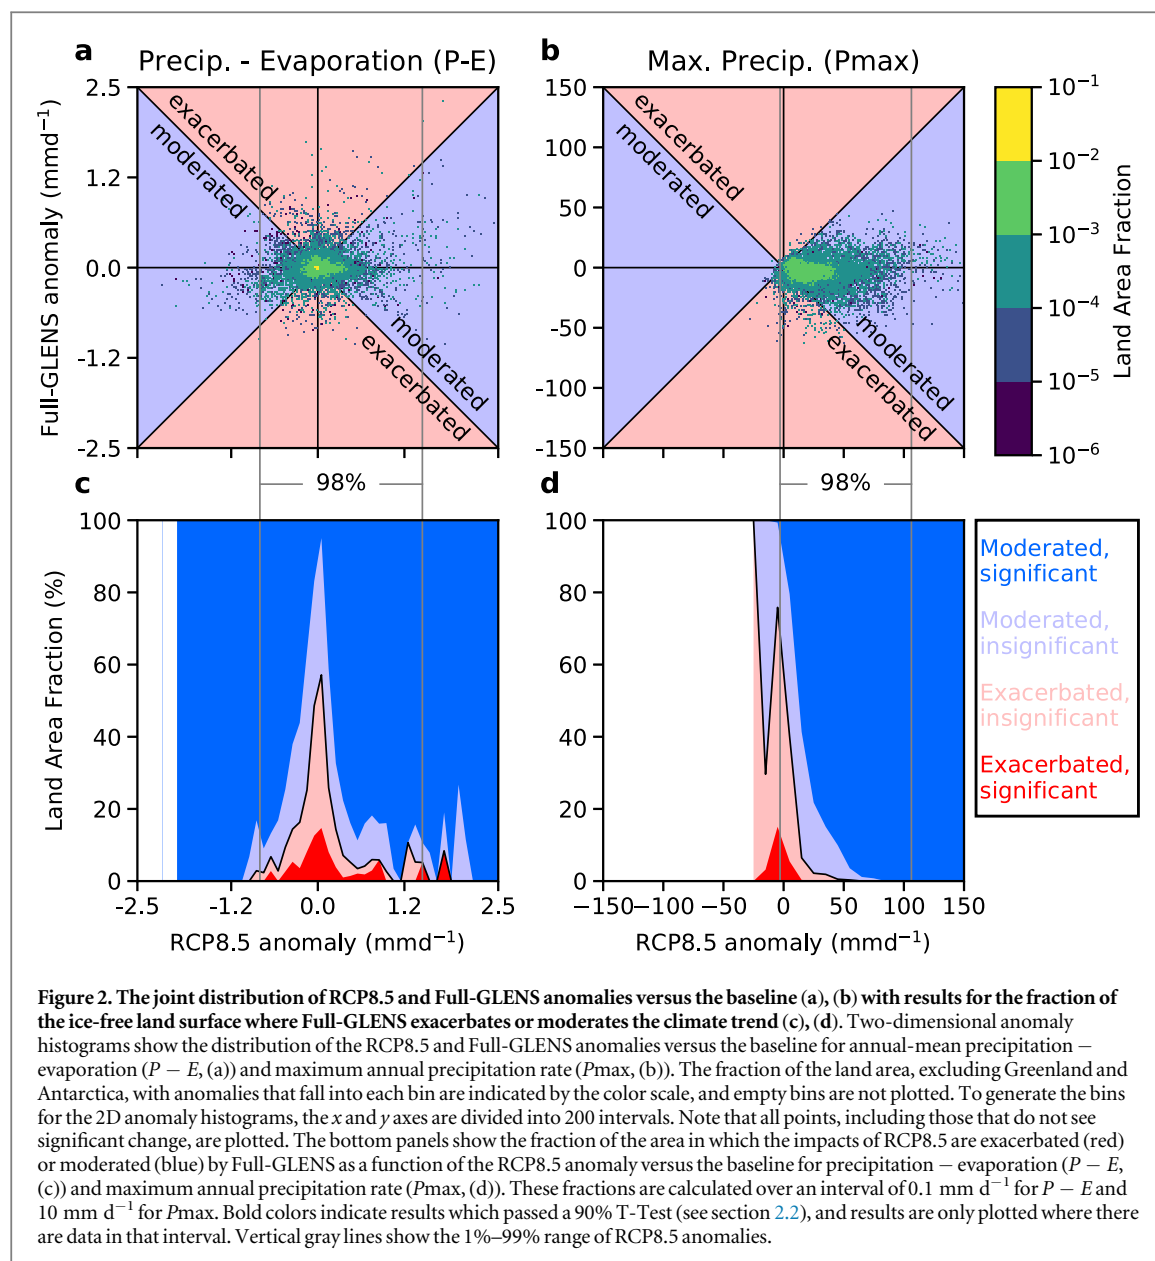 a
Precip. - Evaporation (P-E)
b
Max. Precip. (Pmax)
Full-GLENS anomaly (mmd⁻¹)
2.5
1.2
0.0
-1.2
-2.5
exacerbated
moderated
moderated
exacerbated
150
100
50
0
-50
-100
-150
exacerbated
moderated
moderated
exacerbated
10⁻¹
10⁻²
10⁻³
10⁻⁴
10⁻⁵
10⁻⁶
Land Area Fraction
c
98%
d
98%
Land Area Fraction (%)
100
80
60
40
20
0
-2.5 -1.2 0.0 1.2 2.5
RCP8.5 anomaly (mmd⁻¹)
100
80
60
40
20
0
−150 −100 −50 0 50 100 150
RCP8.5 anomaly (mmd⁻¹)
Moderated,
significant
Moderated,
insignificant
Exacerbated,
insignificant
Exacerbated,
significant
Figure 2. The joint distribution of RCP8.5 and Full-GLENS anomalies versus the baseline (a), (b) with results for the fraction of
the ice-free land surface where Full-GLENS exacerbates or moderates the climate trend (c), (d). Two-dimensional anomaly
histograms show the distribution of the RCP8.5 and Full-GLENS anomalies versus the baseline for annual-mean precipitation −
evaporation (P − E, (a)) and maximum annual precipitation rate (Pmax, (b)). The fraction of the land area, excluding Greenland and
Antarctica, with anomalies that fall into each bin are indicated by the color scale, and empty bins are not plotted. To generate the bins
for the 2D anomaly histograms, the x and y axes are divided into 200 intervals. Note that all points, including those that do not see
significant change, are plotted. The bottom panels show the fraction of the area in which the impacts of RCP8.5 are exacerbated (red)
or moderated (blue) by Full-GLENS as a function of the RCP8.5 anomaly versus the baseline for precipitation − evaporation (P − E,
(c)) and maximum annual precipitation rate (Pmax, (d)). These fractions are calculated over an interval of 0.1 mm d⁻¹ for P − E and
10 mm d⁻¹ for Pmax. Bold colors indicate results which passed a 90% T-Test (see section 2.2), and results are only plotted where there
are data in that interval. Vertical gray lines show the 1%–99% range of RCP8.5 anomalies.